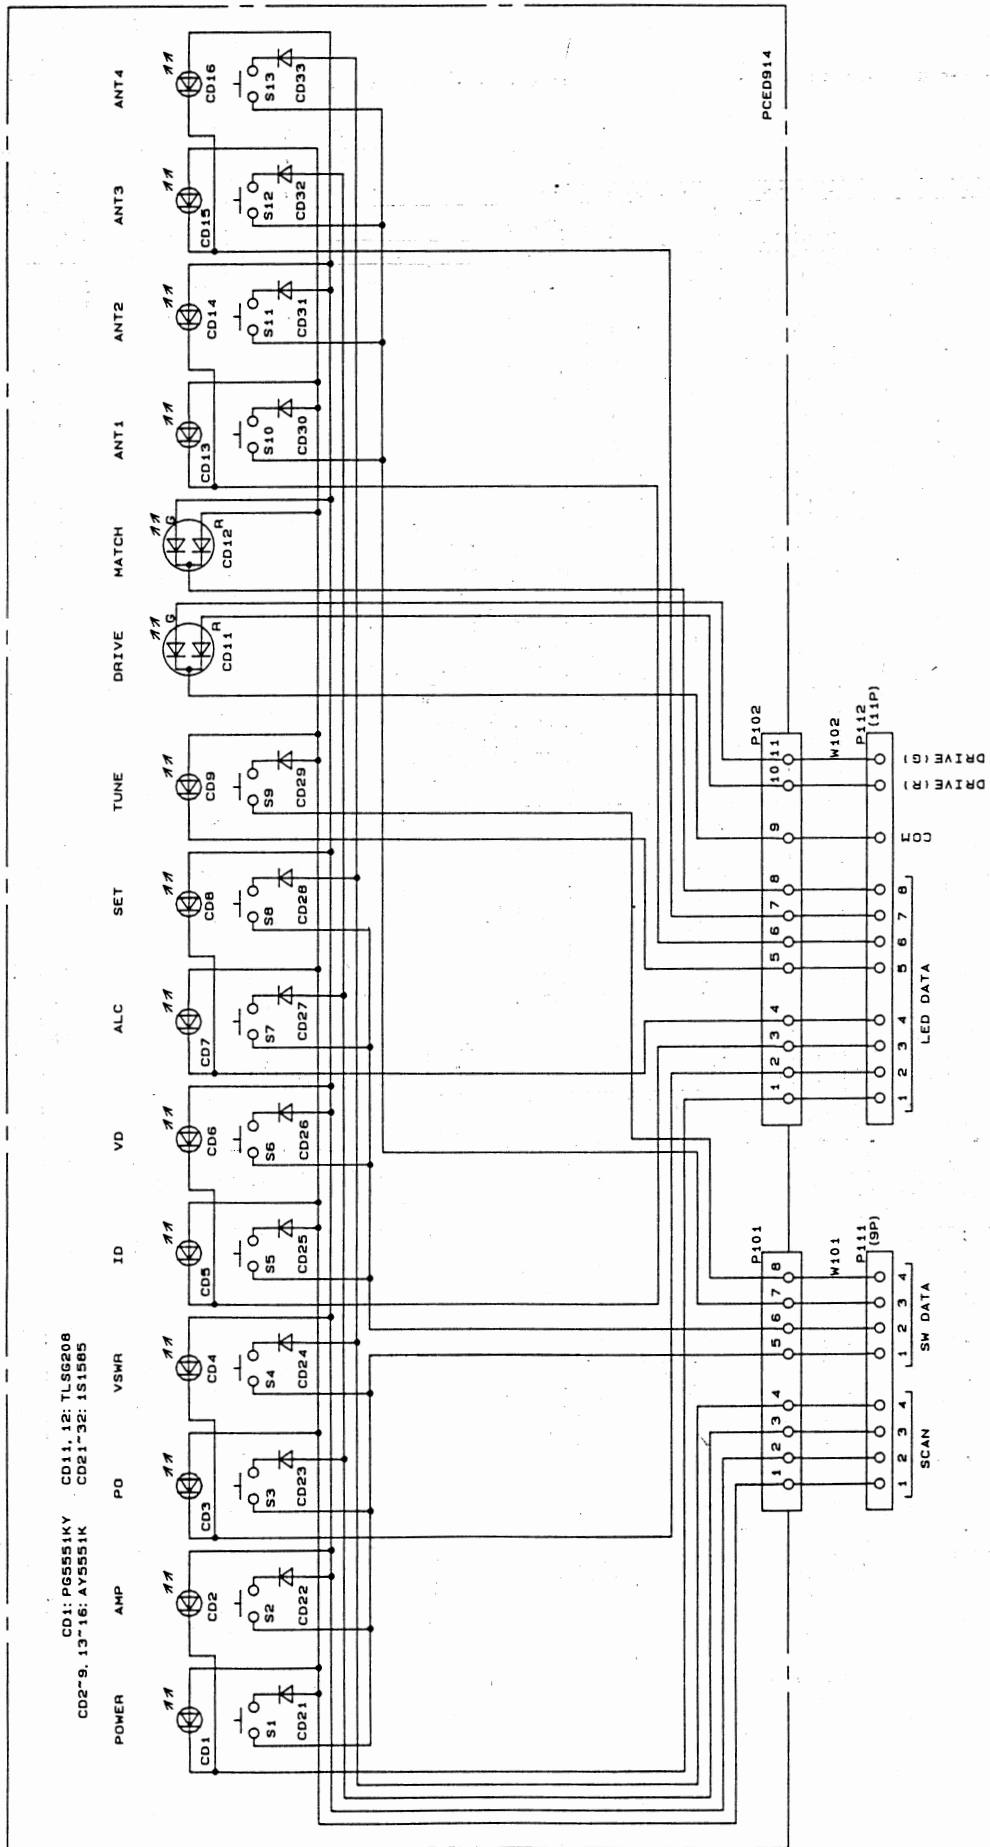 CD1: PG5551KY CD11, 12: TLSG208
CD2~9, 13~16: AY5551K CD21~32: 1S1585
POWER AMP PO VSWR ID VD ALC SET TUNE DRIVE MATCH ANT1 ANT2 ANT3 ANT4
G G
R R
CD1 CD2 CD3 CD4 CD5 CD6 CD7 CD8 CD9 CD11 CD12 CD13 CD14 CD15 CD16
S1 S2 S3 S4 S5 S6 S7 S8 S9 S10 S11 S12 S13
CD21 CD22 CD23 CD24 CD25 CD26 CD27 CD28 CD29 CD30 CD31 CD32 CD33
PCED914
P101 P102
1 2 3 4 5 6 7 8 1 2 3 4 5 6 7 8 9 10 11
W101 W102
P111 (9P) P112 (11P)
1 2 3 4 1 2 3 4 1 2 3 4 5 6 7 8 COM DRIVE(R) DRIVE(G)
SCAN SW DATA LED DATA